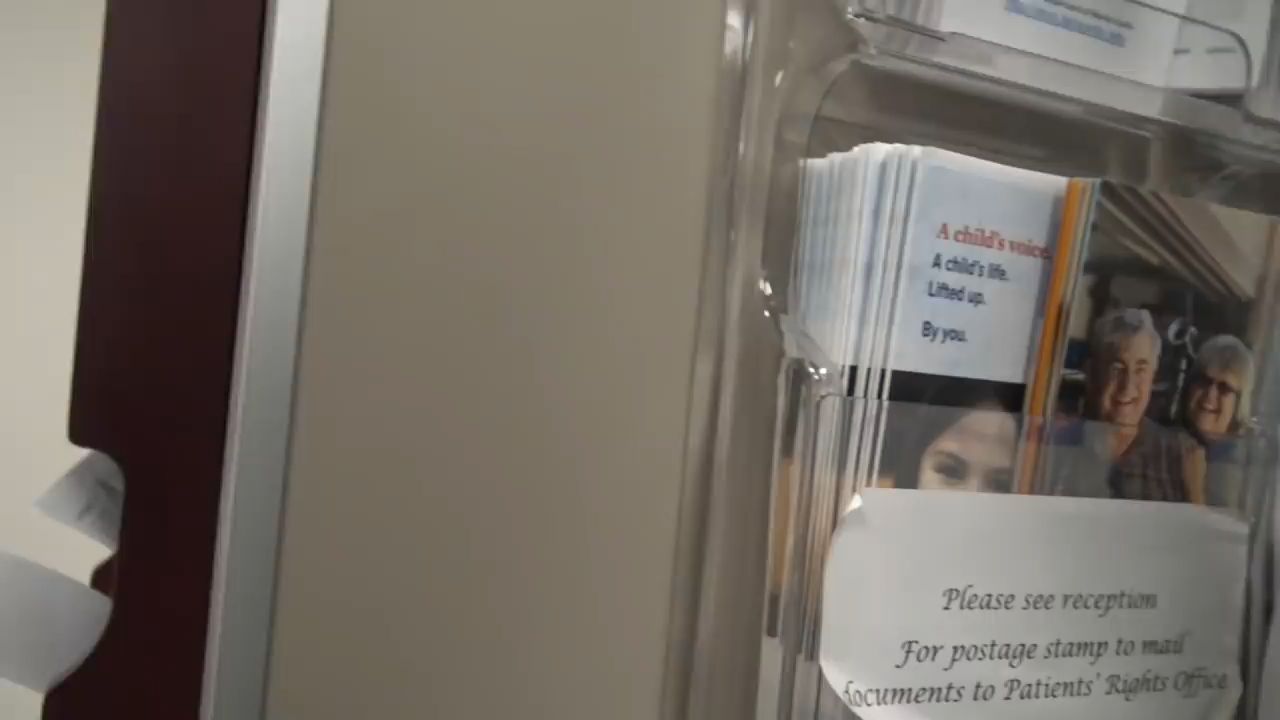 A child's voice.
A child's life.
Lifted up.
By you.
Please see reception
For postage stamp to mail
documents to Patients' Rights Office